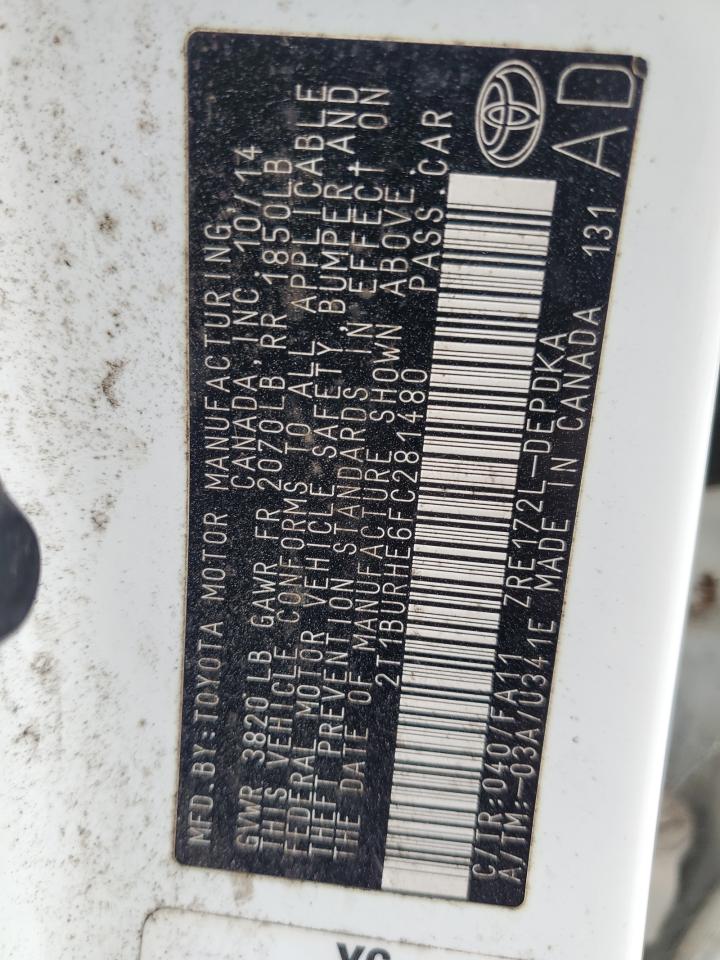 MFD.BY:TOYOTA MOTOR MANUFACTURING
CANADA,INC. 10/14
GVWR 3820 LB GAWR FR 2070LB,RR 1850LB
THIS VEHICLE CONFORMS TO ALL APPLICABLE
FEDERAL MOTOR VEHICLE SAFETY,BUMPER,AND
THEFT PREVENTION STANDARDS IN EFFECT ON
THE DATE OF MANUFACTURE SHOWN ABOVE.
2T1BURHE6FC281480 PASS.CAR
C/TR:040/FA11 ZRE172L-DEPDKA
A/TM:-03A/U341E MADE IN CANADA 131
AD